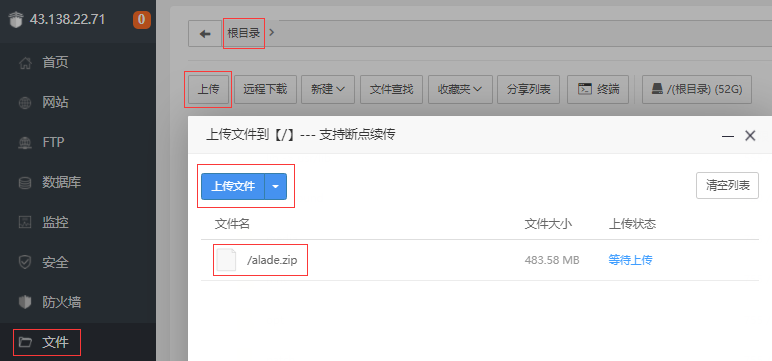 43.138.22.71 0
首页
网站
FTP
数据库
监控
安全
防火墙
文件
根目录
上传 远程下载 新建 文件查找 收藏夹 分享列表 终端 /(根目录) (52G)
上传文件到【/】--- 支持断点续传
上传文件 清空列表
文件名 文件大小 上传状态
/alade.zip 483.58 MB 等待上传